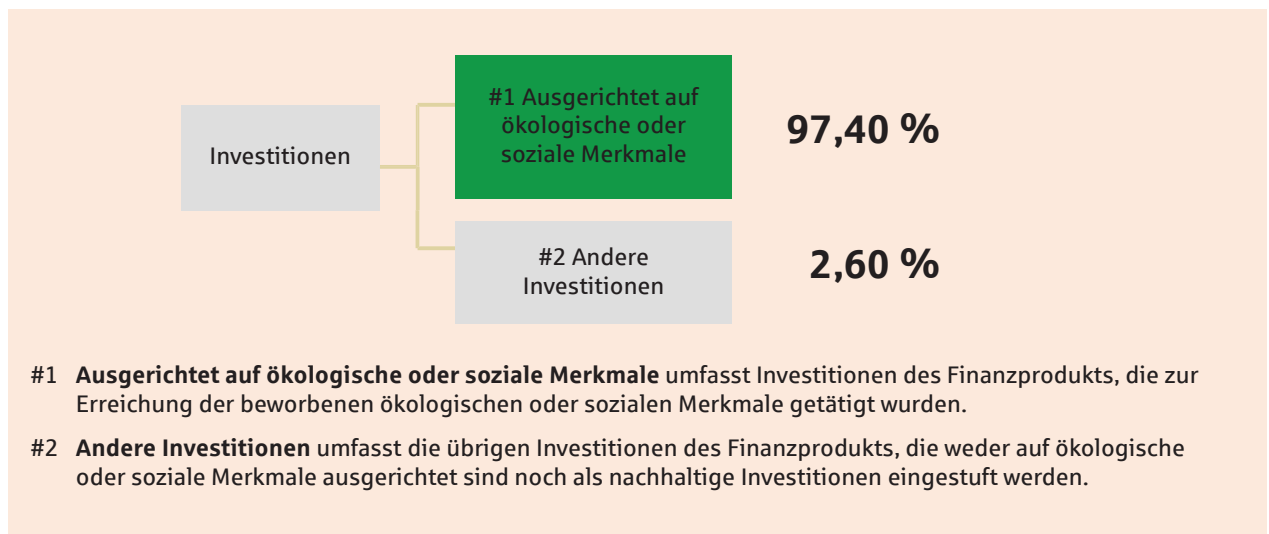 Investitionen
#1 Ausgerichtet auf
ökologische oder
soziale Merkmale
97,40 %
#2 Andere
Investitionen
2,60 %
#1 Ausgerichtet auf ökologische oder soziale Merkmale umfasst Investitionen des Finanzprodukts, die zur
Erreichung der beworbenen ökologischen oder sozialen Merkmale getätigt wurden.
#2 Andere Investitionen umfasst die übrigen Investitionen des Finanzprodukts, die weder auf ökologische
oder soziale Merkmale ausgerichtet sind noch als nachhaltige Investitionen eingestuft werden.